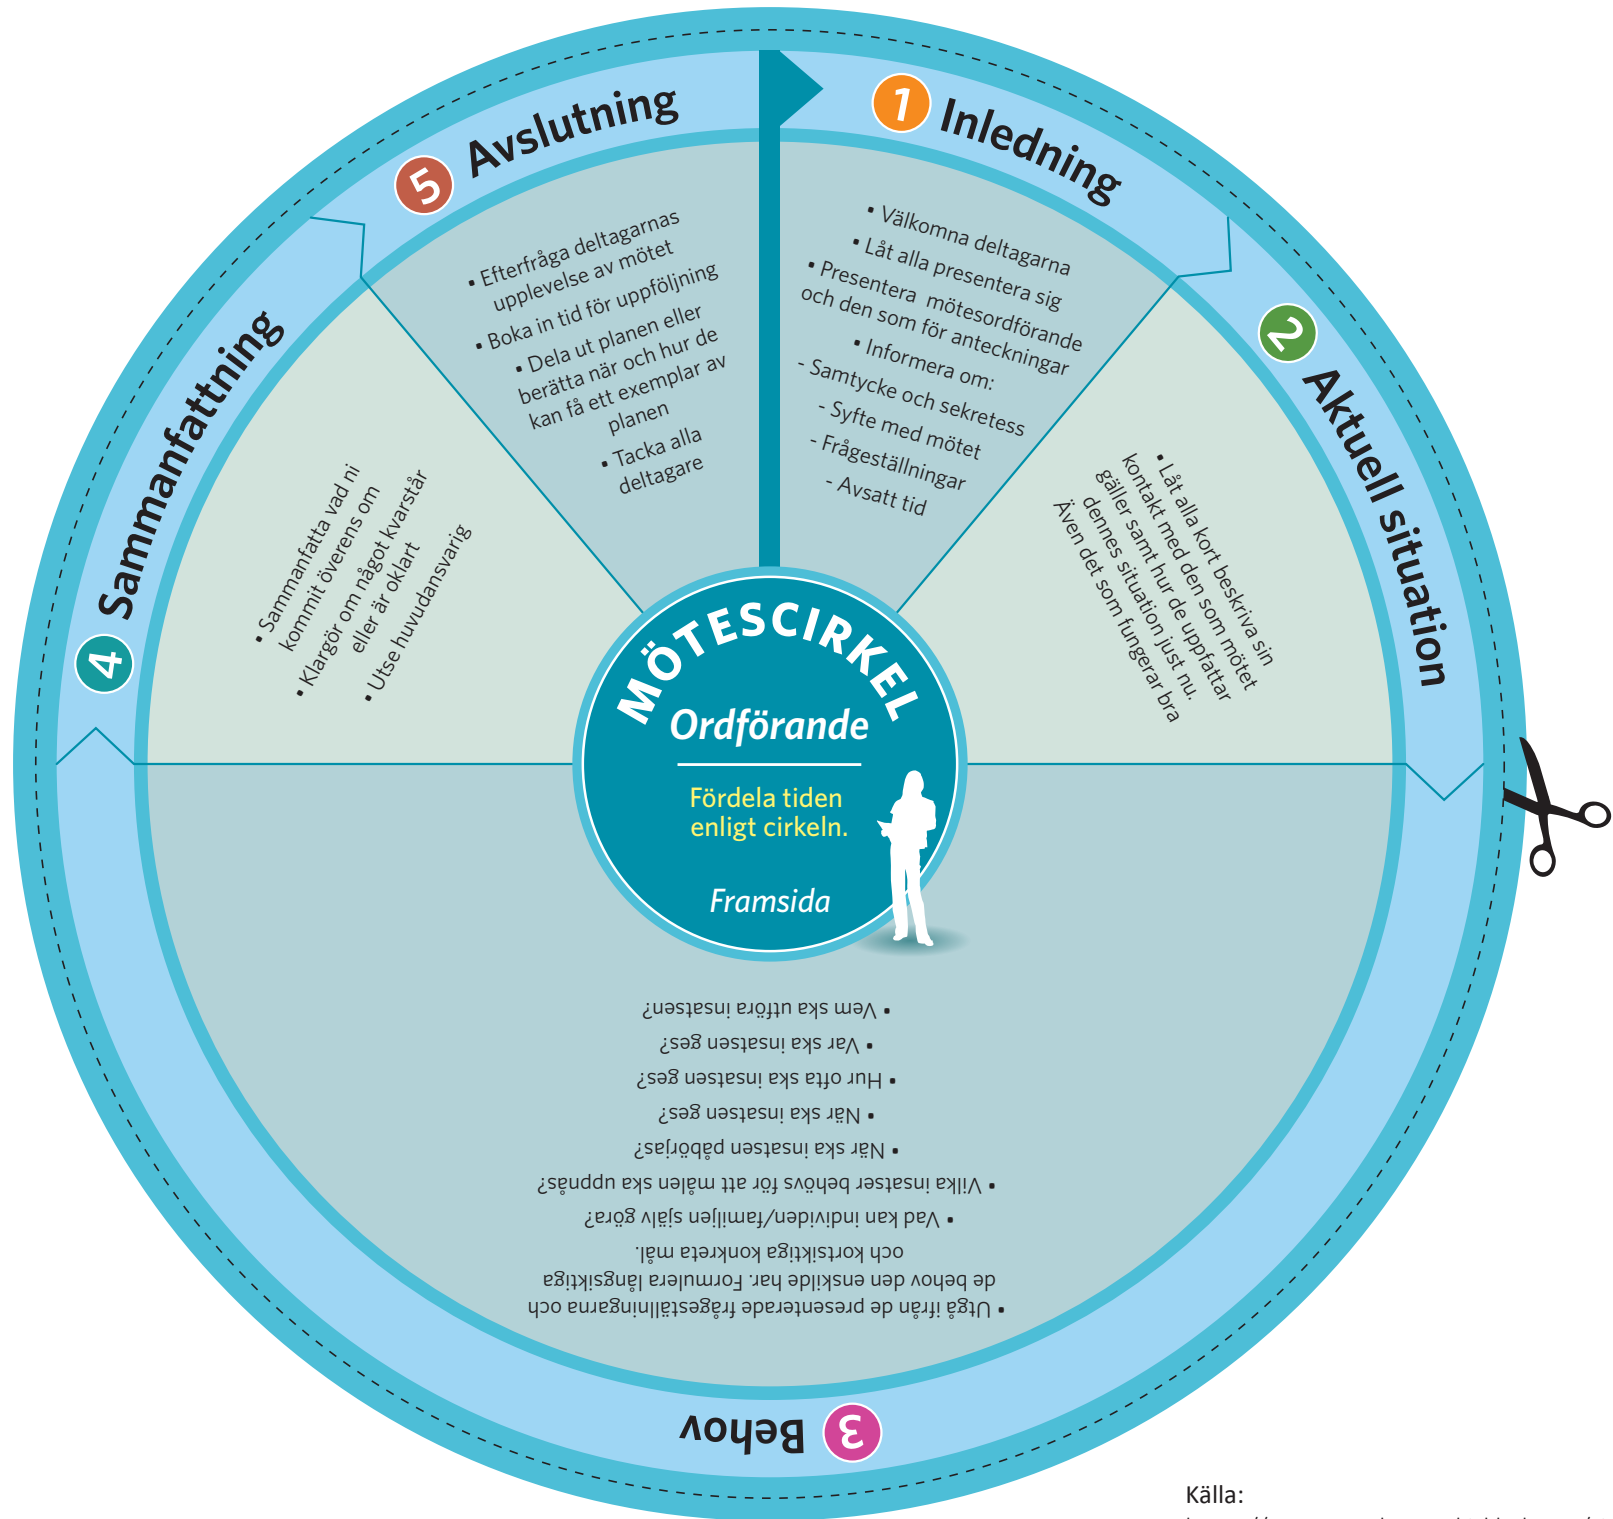 MÖTESCIRKEL
Ordförande
Fördela tiden
enligt cirkeln.
Framsida
1 Inledning
▪ Välkomna deltagarna
▪ Låt alla presentera sig
▪ Presentera mötesordförande
och den som för anteckningar
▪ Informera om:
- Samtycke och sekretess
- Syfte med mötet
- Frågeställningar
- Avsatt tid
2 Aktuell situation
▪ Låt alla kort beskriva sin
kontakt med den som mötet
gäller samt hur de uppfattar
dennes situation just nu.
Även det som fungerar bra
3 Behov
▪ Utgå ifrån de presenterade frågeställningarna och
de behov den enskilde har. Formulera långsiktiga
och kortsiktiga konkreta mål.
▪ Vad kan individen/familjen själv göra?
▪ Vilka insatser behövs för att målen ska uppnås?
▪ När ska insatsen påbörjas?
▪ När ska insatsen ges?
▪ Hur ofta ska insatsen ges?
▪ Var ska insatsen ges?
▪ Vem ska utföra insatsen?
4 Sammanfattning
▪ Sammanfatta vad ni
kommit överens om
▪ Klargör om något kvarstår
eller är oklart
▪ Utse huvudansvarig
5 Avslutning
▪ Efterfråga deltagarnas
upplevelse av mötet
▪ Boka in tid för uppföljning
▪ Dela ut planen eller
berätta när och hur de
kan få ett exemplar av
planen
▪ Tacka alla
deltagare
Källa: